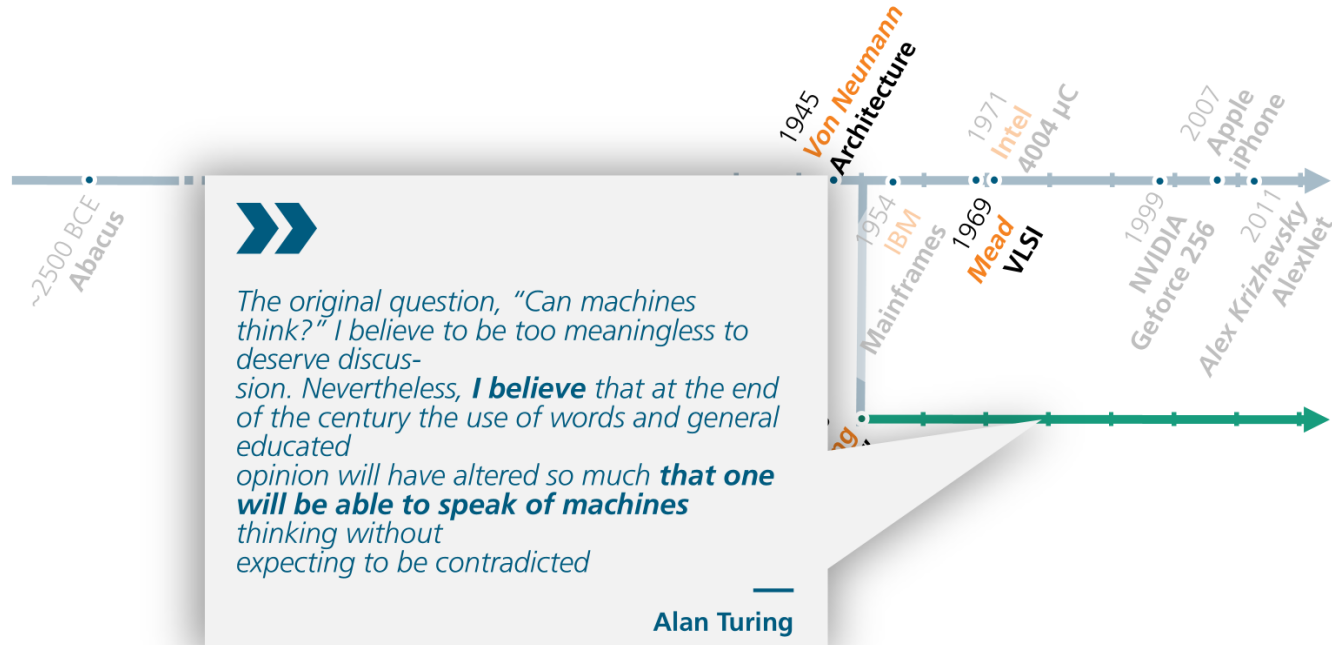 1945
Von Neumann
Architecture
1971
Intel
4004 µC
2007
Apple
iPhone
~2500 BCE
Abacus
1954
IBM
Mainframes
1969
Mead
VLSI
1999
NVIDIA
Geforce 256
2011
Alex Krizhevsky
AlexNet
The original question, “Can machines
think?” I believe to be too meaningless to
deserve discus-
sion. Nevertheless, I believe that at the end
of the century the use of words and general
educated
opinion will have altered so much that one
will be able to speak of machines
thinking without
expecting to be contradicted
Alan Turing